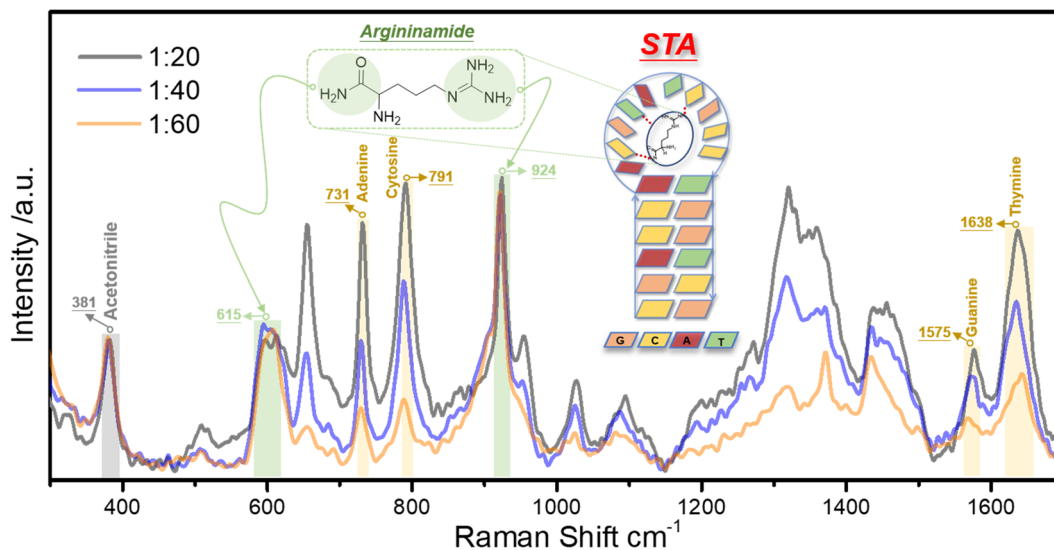 1:20
1:40
1:60
Argininamide
O
H₂N
NH₂
N
NH₂
NH₂
STA
G C A T
381
Acetonitrile
615
731
Adenine
Cytosine
791
924
1575
Guanine
1638
Thymine
Intensity /a.u.
400 600 800 1000 1200 1400 1600
Raman Shift cm⁻¹